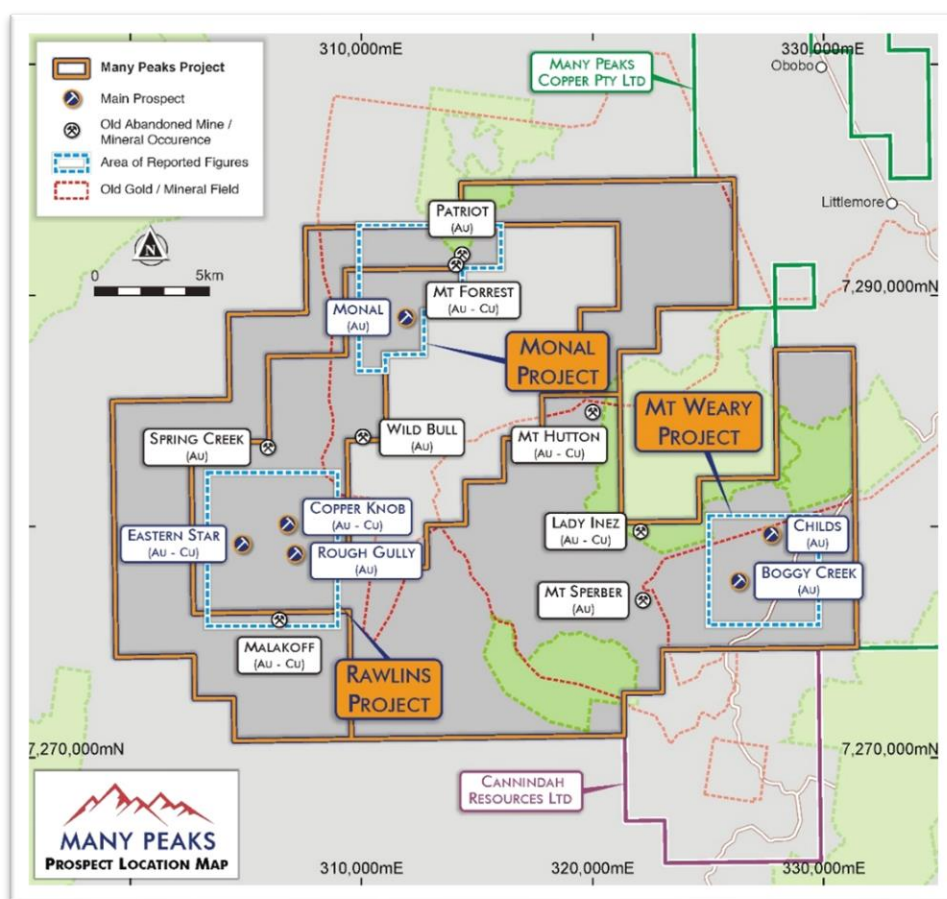 310,000mE
330,000mE
Obobo
MANY PEAKS
COPPER PTY LTD
Many Peaks Project
Main Prospect
Old Abandoned Mine /
Mineral Occurence
Area of Reported Figures
Old Gold / Mineral Field
Littlemore
N
0
5km
PATRIOT
(Au)
7,290,000mN
MONAL
(Au)
MT FORREST
(Au - Cu)
MONAL
PROJECT
MT WEARY
PROJECT
SPRING CREEK
(Au)
WILD BULL
(Au)
MT HUTTON
(Au - Cu)
COPPER KNOB
(Au - Cu)
EASTERN STAR
(Au - Cu)
ROUGH GULLY
(Au)
LADY INEZ
(Au - Cu)
CHILDS
(Au)
BOGGY CREEK
(Au)
MT SPERBER
(Au)
MALAKOFF
(Au - Cu)
RAWLINS
PROJECT
7,270,000mN
7,270,000mN
CANNINDAH
RESOURCES LTD
MANY PEAKS
PROSPECT LOCATION MAP
310,000mE
320,000mE
330,000mE